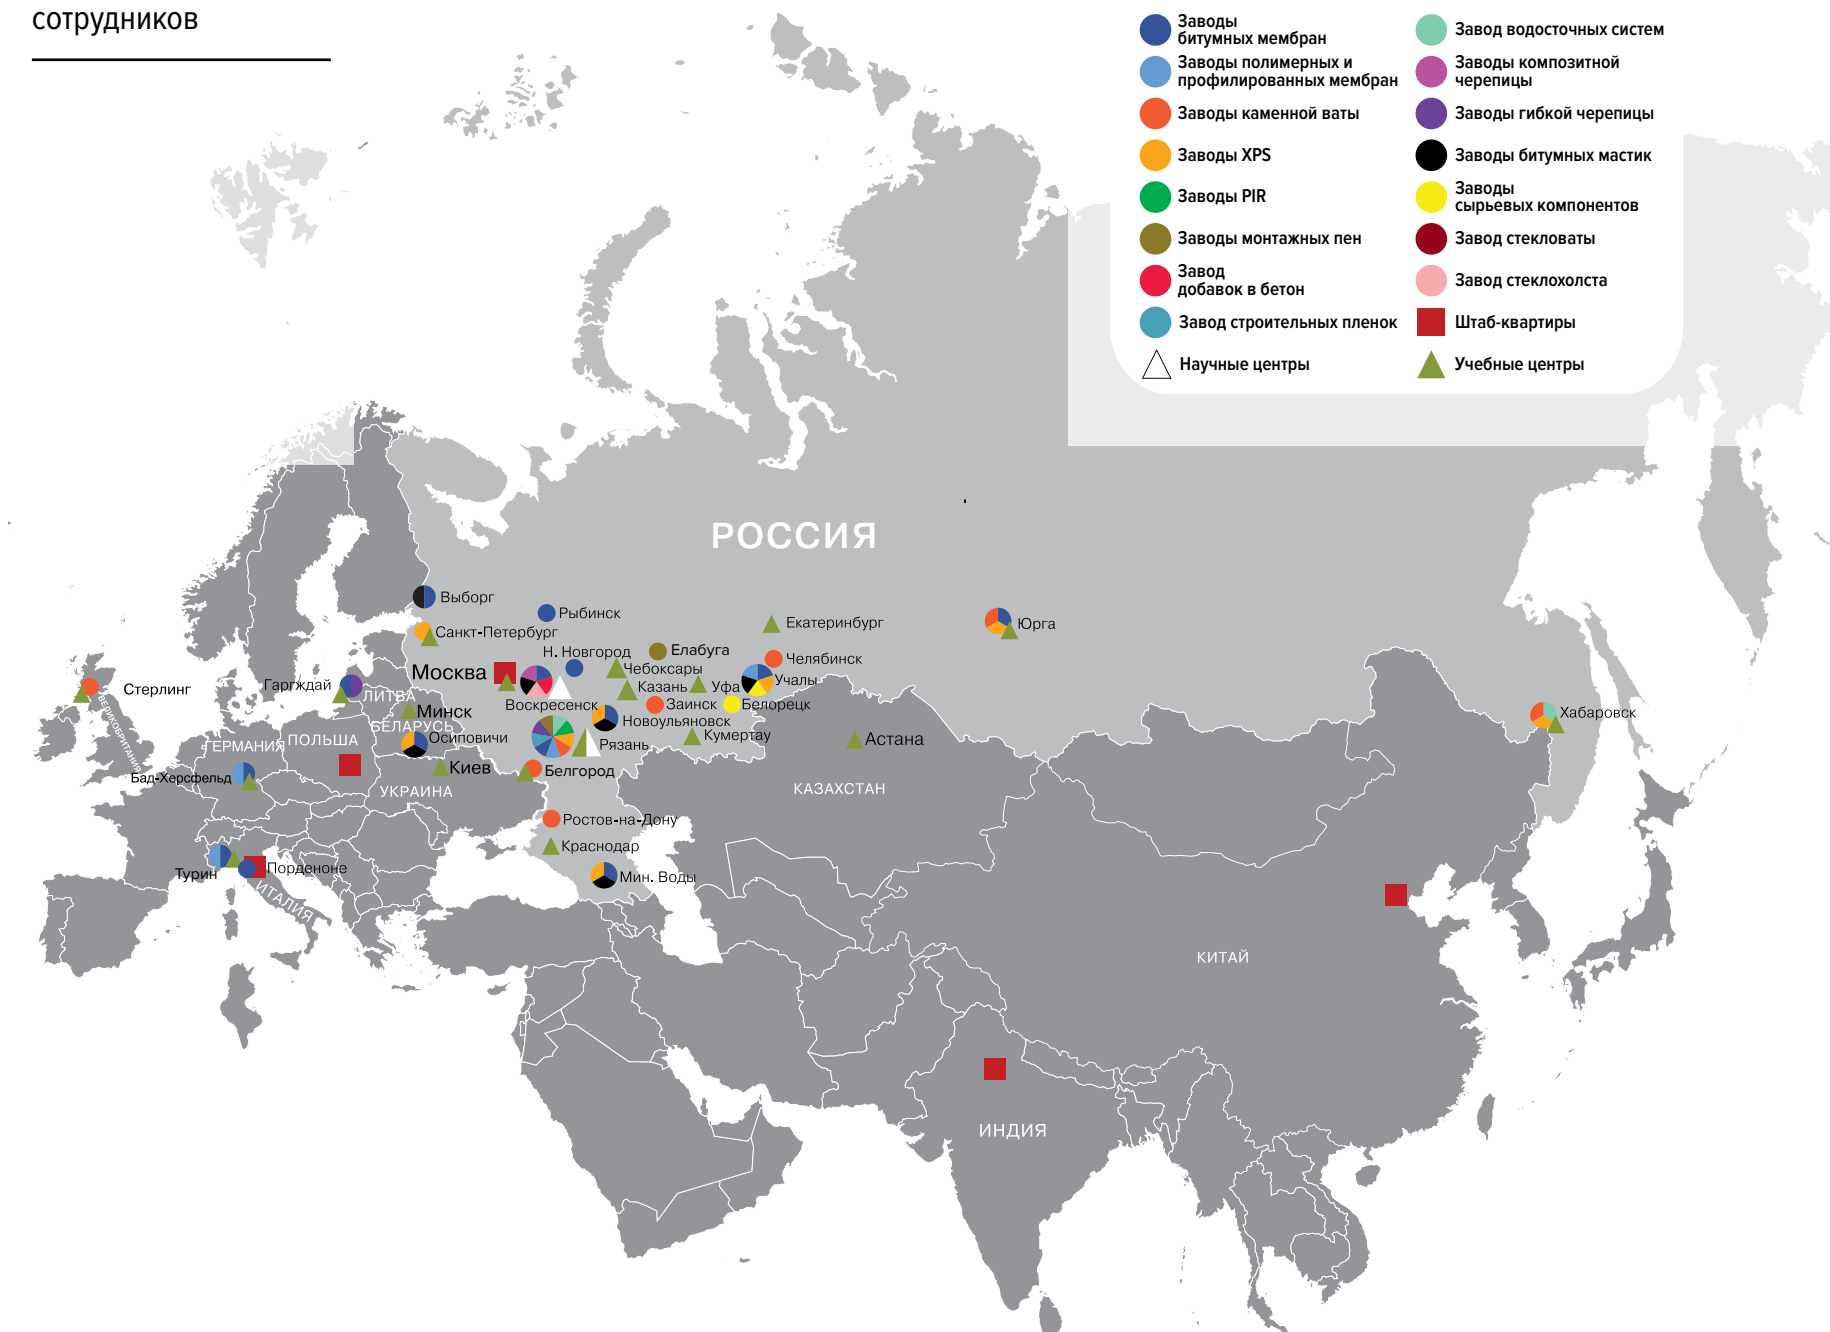 сотрудников
Заводы
битумных мембран
Заводы полимерных и
профилированных мембран
Заводы каменной ваты
Заводы XPS
Заводы PIR
Заводы монтажных пен
Завод
добавок в бетон
Завод строительных пленок
Научные центры
Завод водосточных систем
Заводы композитной
черепицы
Заводы гибкой черепицы
Заводы битумных мастик
Заводы
сырьевых компонентов
Завод стекловаты
Завод стеклохолста
Штаб-квартиры
Учебные центры
РОССИЯ
Выборг
Рыбинск
Санкт-Петербург
Екатеринбург
Юрга
Н. Новгород
Елабуга
Москва
Чебоксары
Челябинск
Стерлинг
Гаргждай
ЛИТВА
Казань
Уфа
Учалы
ВЕЛИКОБРИТАНИЯ
Минск
Воскресенск
Заинск
Белорецк
Хабаровск
БЕЛАРУСЬ
Новоульяновск
Осиповичи
Кумертау
Астана
ГЕРМАНИЯ
ПОЛЬША
Рязань
Бад-Херсфельд
Киев
Белгород
УКРАИНА
КАЗАХСТАН
Ростов-на-Дону
Краснодар
Турин
Порденоне
Мин. Воды
ИТАЛИЯ
КИТАЙ
ИНДИЯ